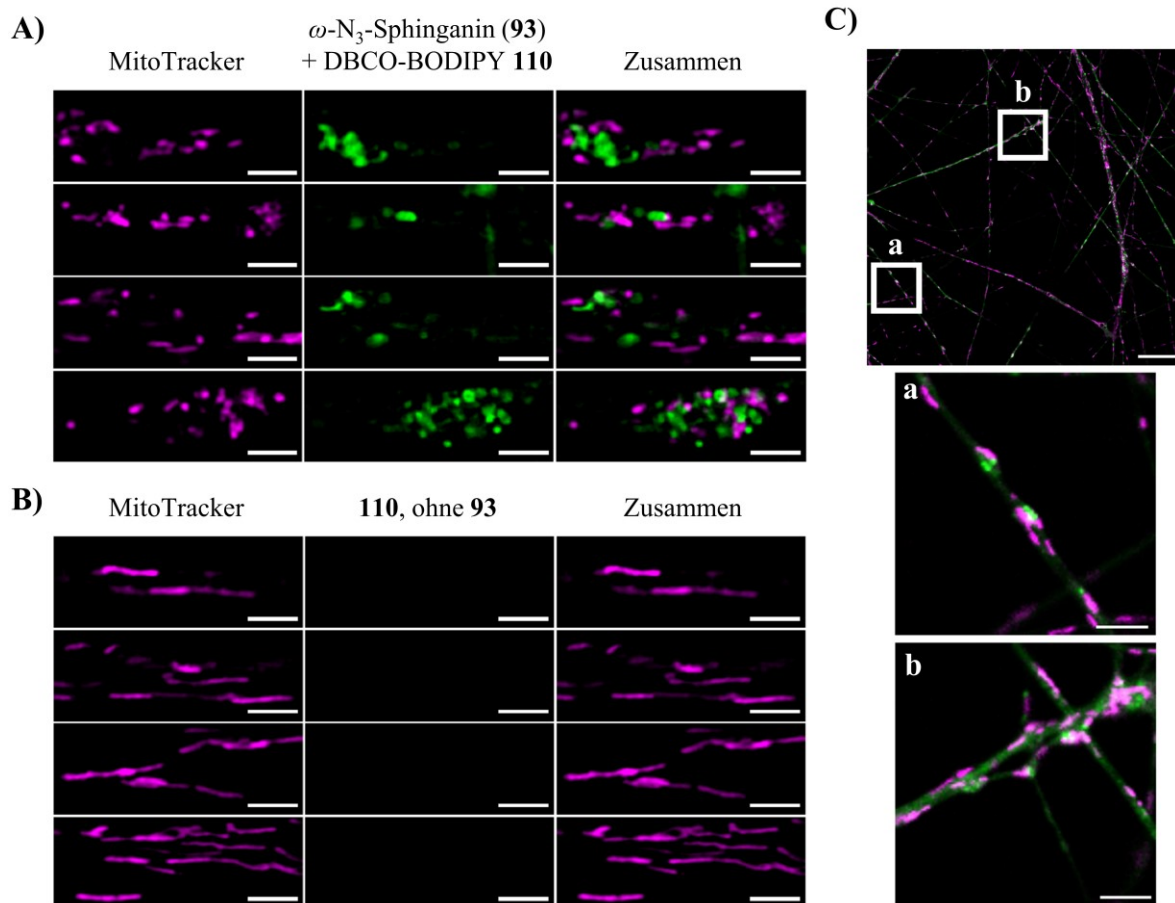 A)
MitoTracker
ω-N₃-Sphinganin (93)
+ DBCO-BODIPY 110
Zusammen
B)
MitoTracker
110, ohne 93
Zusammen
C)
b
a
a
b